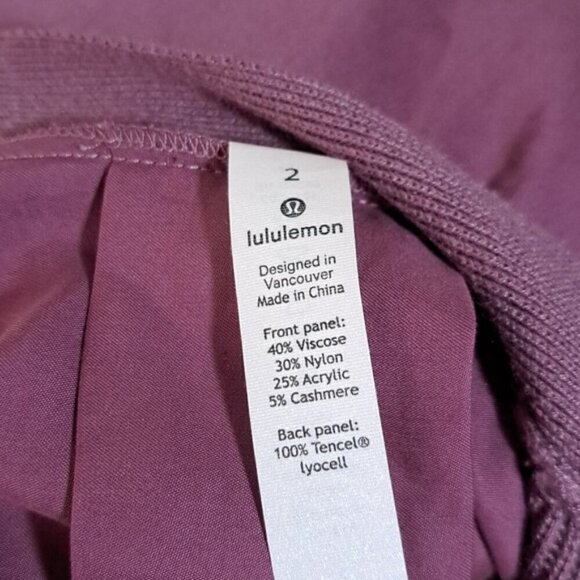 2
lululemon
Designed in
Vancouver
Made in China
Front panel:
40% Viscose
30% Nylon
25% Acrylic
5% Cashmere
Back panel:
100% Tencel®
lyocell